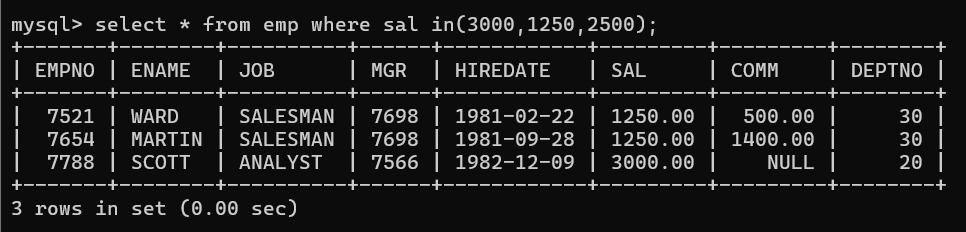 mysql> select * from emp where sal in(3000,1250,2500);
+-------+--------+----------+------+------------+---------+---------+--------+
| EMPNO | ENAME  | JOB      | MGR  | HIREDATE   | SAL     | COMM    | DEPTNO |
+-------+--------+----------+------+------------+---------+---------+--------+
|  7521 | WARD   | SALESMAN | 7698 | 1981-02-22 | 1250.00 |  500.00 |     30 |
|  7654 | MARTIN | SALESMAN | 7698 | 1981-09-28 | 1250.00 | 1400.00 |     30 |
|  7788 | SCOTT  | ANALYST  | 7566 | 1982-12-09 | 3000.00 |    NULL |     20 |
+-------+--------+----------+------+------------+---------+---------+--------+
3 rows in set (0.00 sec)